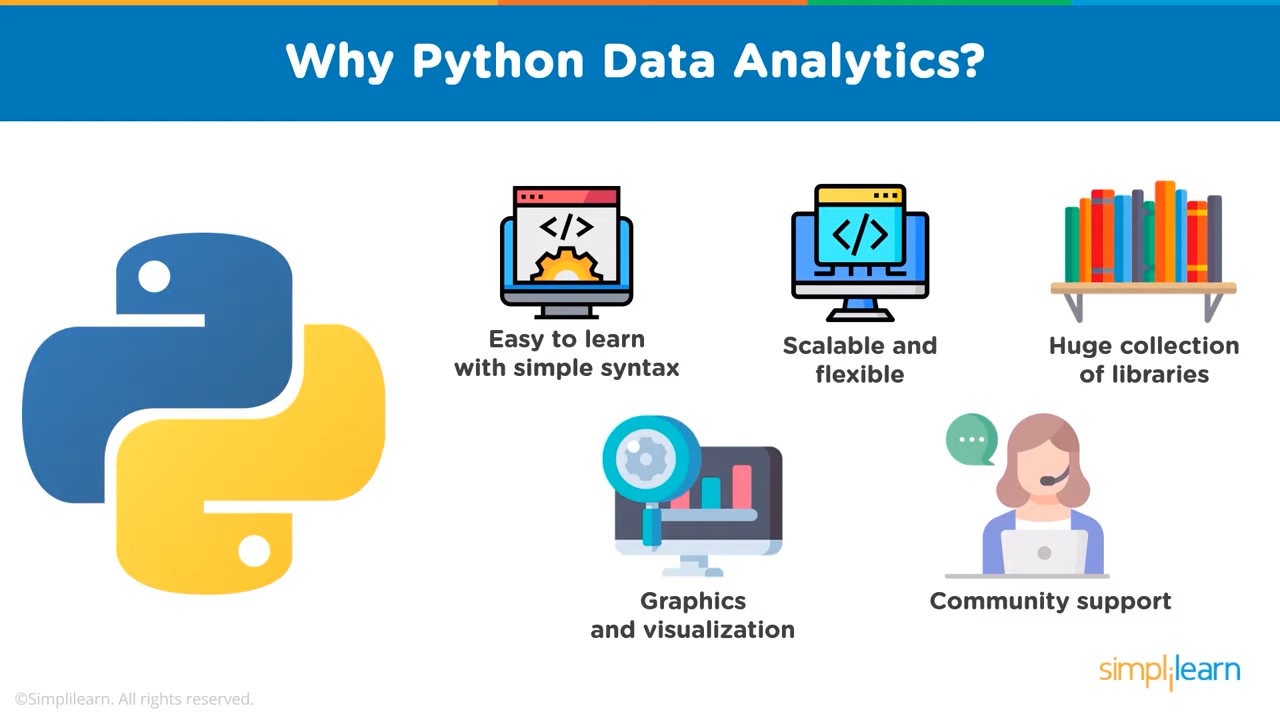 Why Python Data Analytics?
</>
</>
Easy to learn
with simple syntax
Scalable and
flexible
Huge collection
of libraries
Graphics
and visualization
Community support
simplilearn
©Simplilearn. All rights reserved.